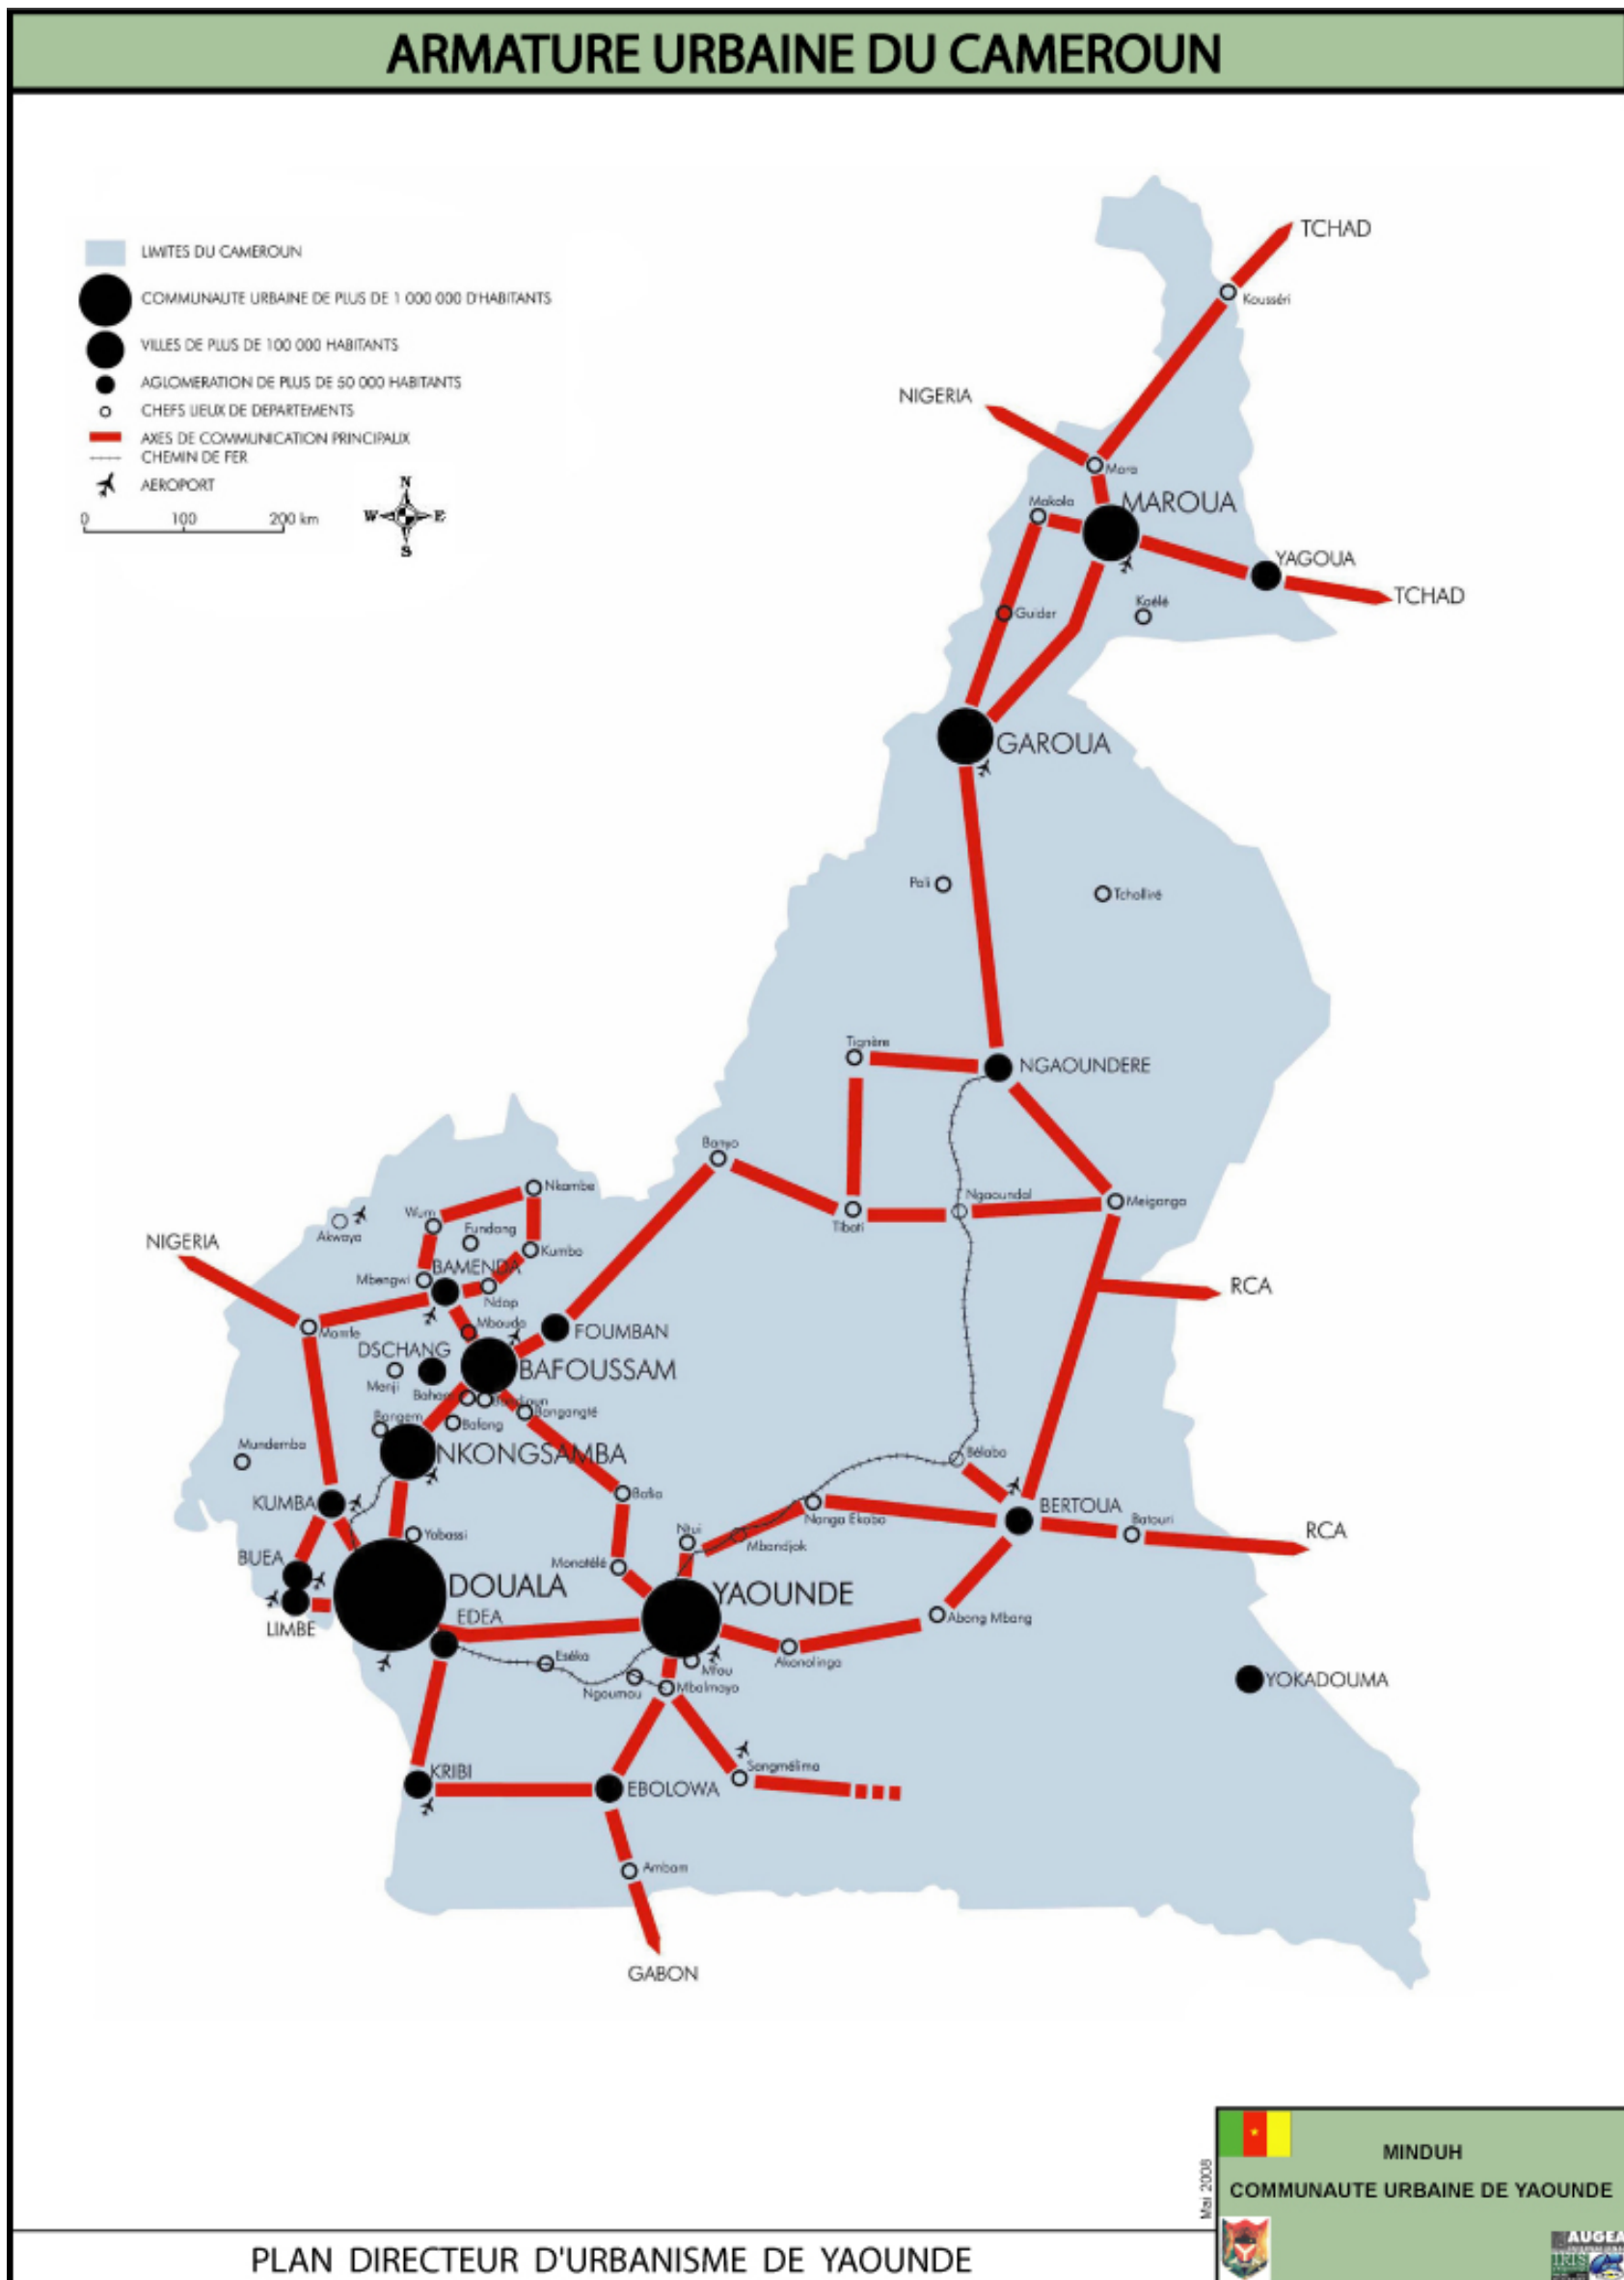 ARMATURE URBAINE DU CAMEROUN
LIMITES DU CAMEROUN
COMMUNAUTE URBAINE DE PLUS DE 1 000 000 D'HABITANTS
VILLES DE PLUS DE 100 000 HABITANTS
AGLOMERATION DE PLUS DE 50 000 HABITANTS
CHEFS LIEUX DE DEPARTEMENTS
AXES DE COMMUNICATION PRINCIPAUX
CHEMIN DE FER
AEROPORT
0 100 200 km
N
W E
S
TCHAD
Kousséri
NIGERIA
Mora
Mokolo
MAROUA
YAGOUA
TCHAD
Kaélé
Guider
GAROUA
Poli
Tcholliré
Tignère
NGAOUNDERE
Banyo
Nkambe
Ngaoundal
Meiganga
Wum
Tibati
Akwaya
Fundong
NIGERIA
Kumbo
Mbengwi
BAMENDA
RCA
Ndop
Mbouda
Mamfe
FOUMBAN
DSCHANG
BAFOUSSAM
Menji
Bangangté
Bangem
Bafang
Mundemba
NKONGSAMBA
Bélabo
Bafia
KUMBA
BERTOUA
Nanga Eboko
Batouri
Yabassi
Ntui
RCA
Mbandjok
BUEA
Monatélé
DOUALA
YAOUNDE
EDEA
Abong Mbang
LIMBE
Eséka
Akonolinga
Mfou
YOKADOUMA
Ngoumou
Mbalmayo
Sangmélima
KRIBI
EBOLOWA
Ambam
GABON
Mai 2008
MINDUH
COMMUNAUTE URBAINE DE YAOUNDE
PLAN DIRECTEUR D'URBANISME DE YAOUNDE
AUGEA
IRIS